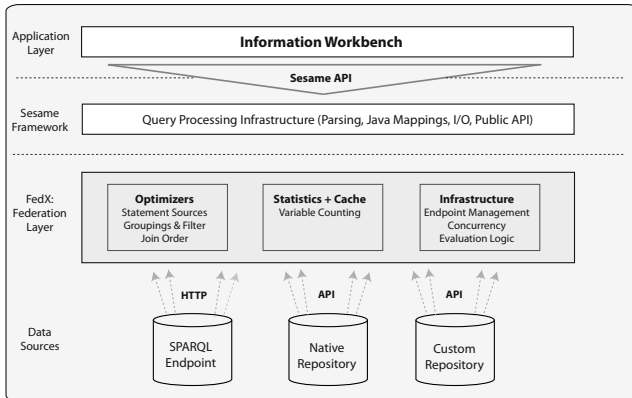 Application
Layer
Information Workbench
Sesame API
Sesame
Framework
Query Processing Infrastructure (Parsing, Java Mappings, I/O, Public API)
FedX:
Federation
Layer
Optimizers
Statement Sources
Groupings & Filter
Join Order
Statistics + Cache
Variable Counting
Infrastructure
Endpoint Management
Concurrency
Evaluation Logic
HTTP
API
API
Data
Sources
SPARQL
Endpoint
Native
Repository
Custom
Repository